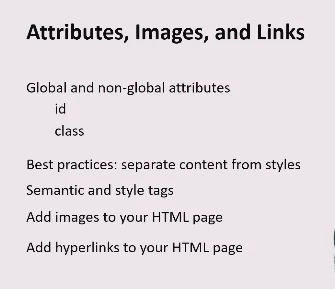 Attributes, Images, and Links
Global and non-global attributes
id
class
Best practices: separate content from styles
Semantic and style tags
Add images to your HTML page
Add hyperlinks to your HTML page